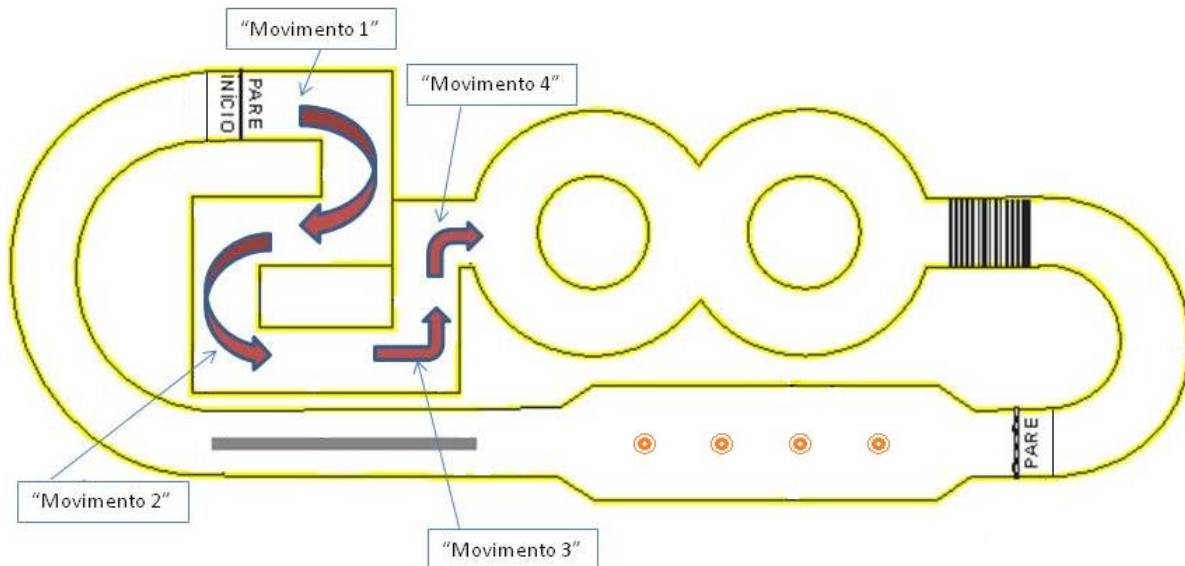 “Movimento 1”
“Movimento 4”
INÍCIO
PARE
PARE
“Movimento 2”
“Movimento 3”